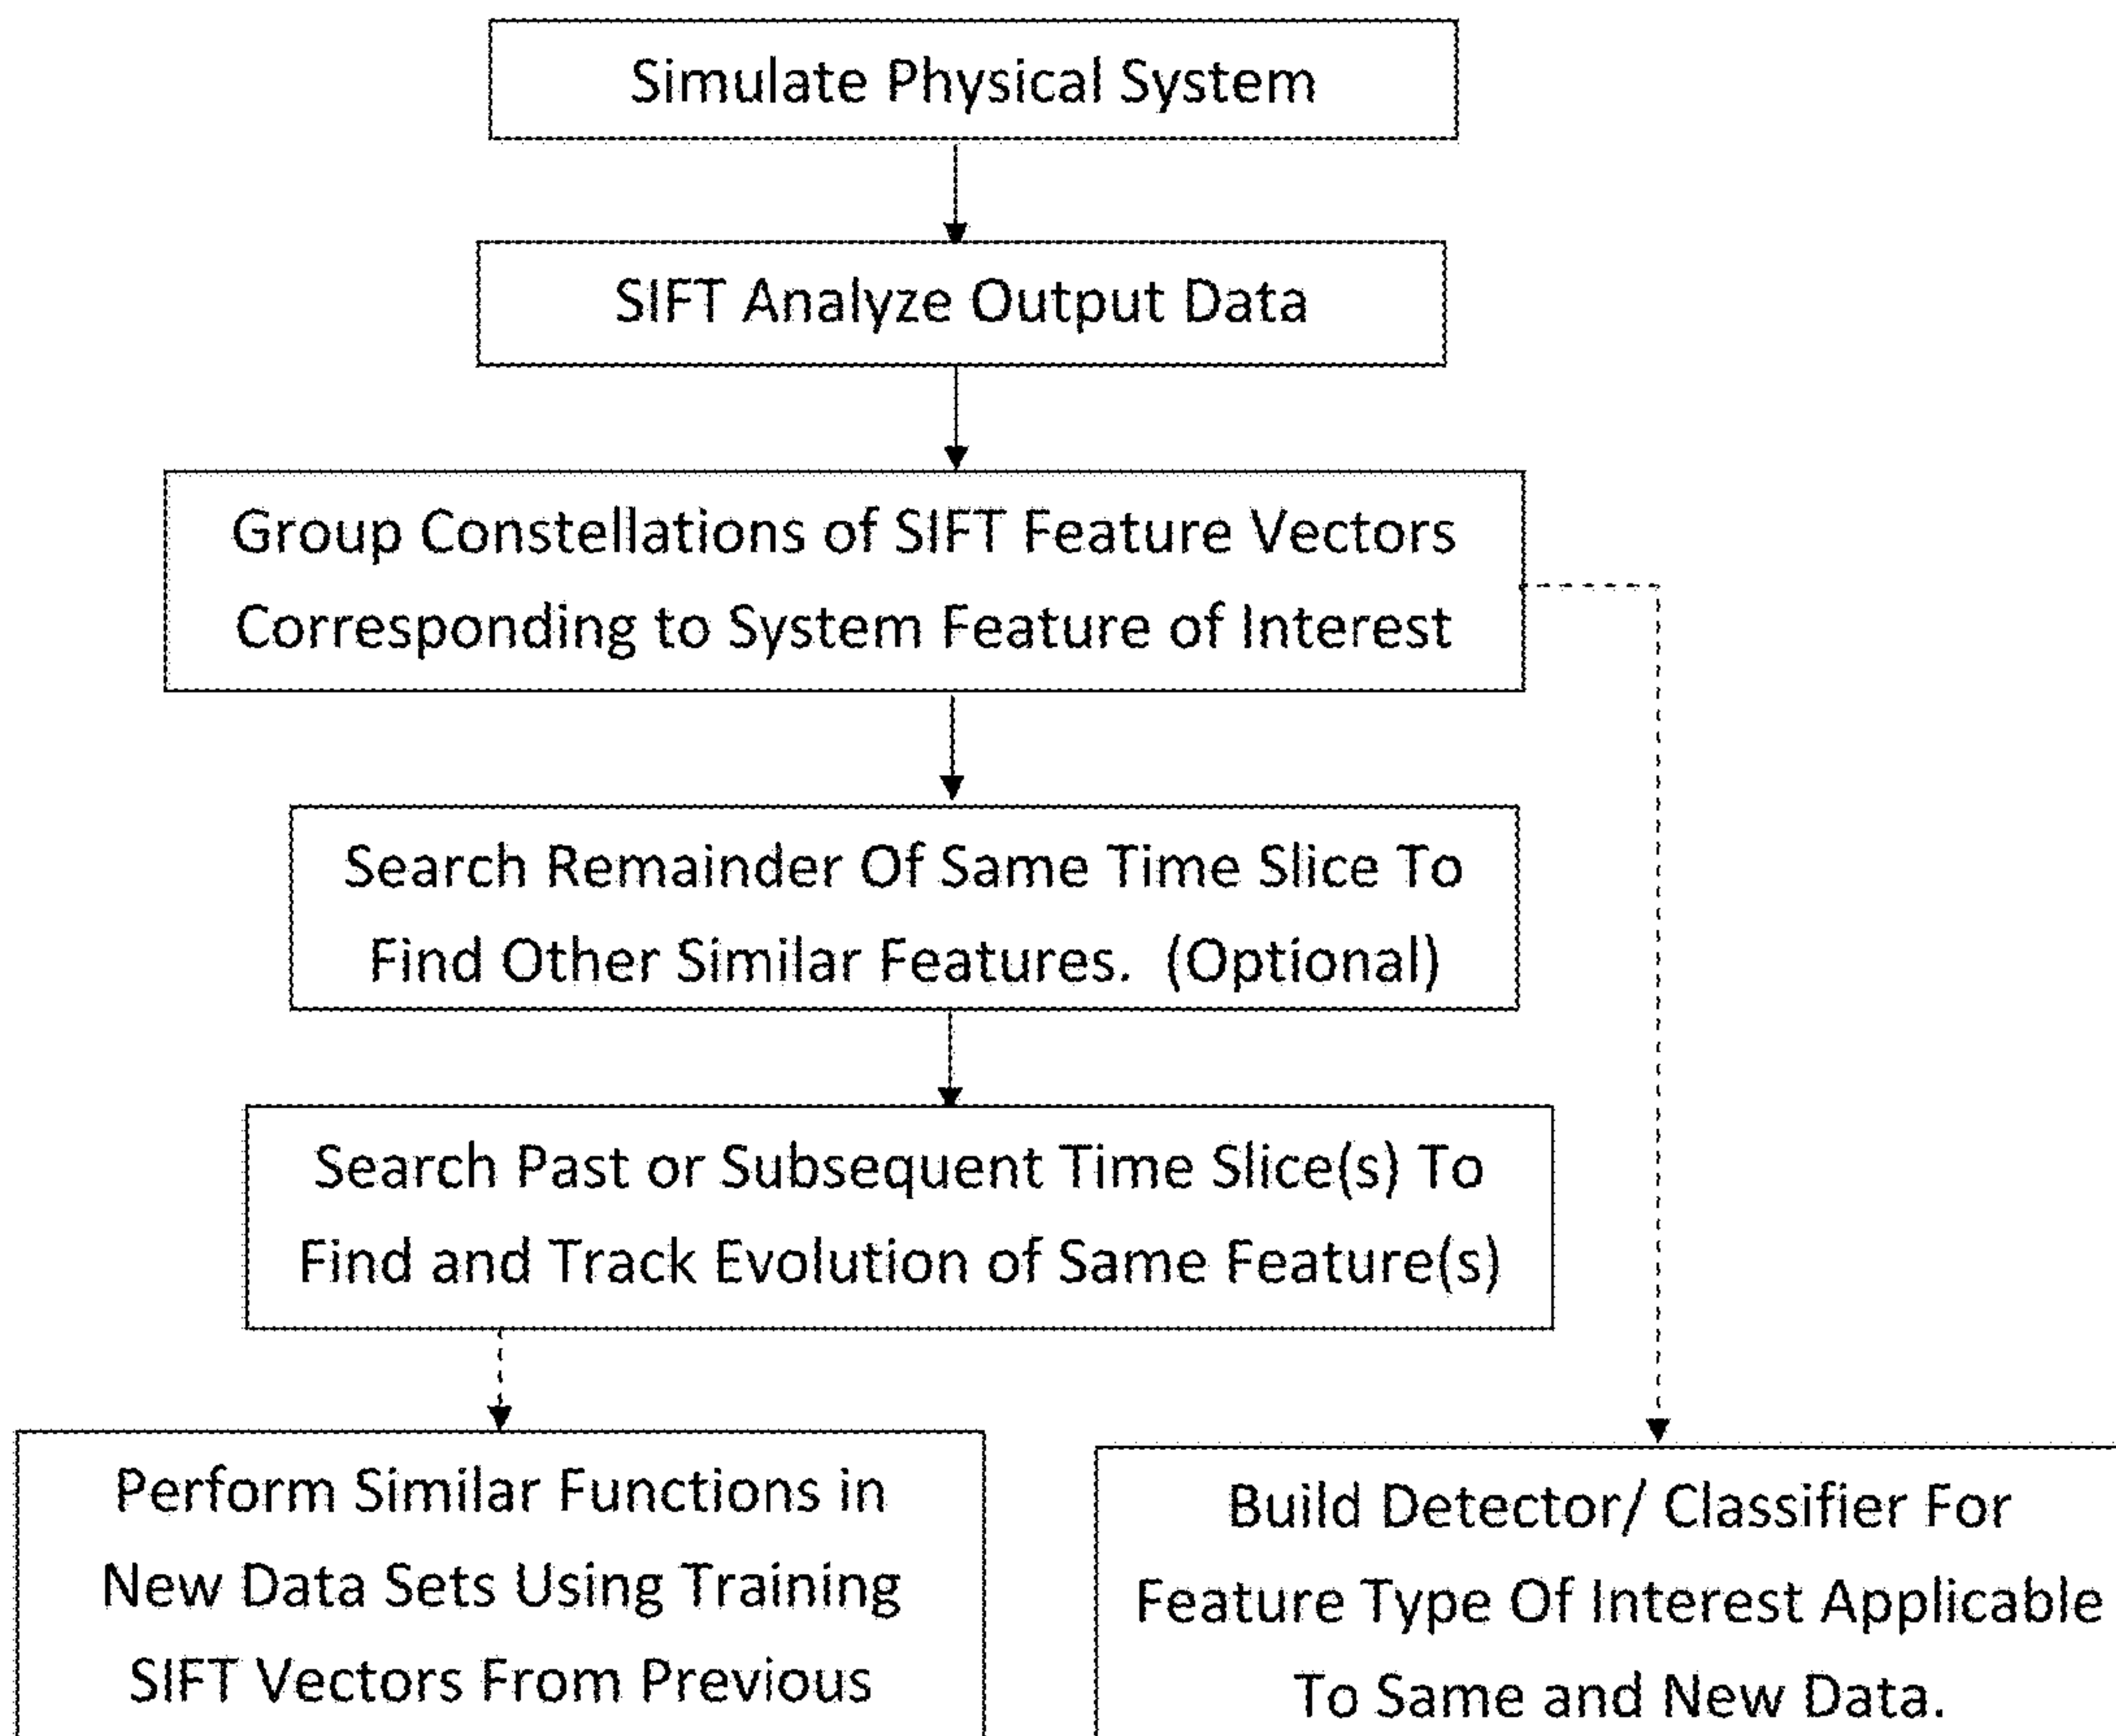 Simulate Physical System
SIFT Analyze Output Data
Group Constellations of SIFT Feature Vectors
Corresponding to System Feature of Interest
Search Remainder Of Same Time Slice To
Find Other Similar Features. (Optional)
Search Past or Subsequent Time Slice(s) To
Find and Track Evolution of Same Feature(s)
Perform Similar Functions in
New Data Sets Using Training
SIFT Vectors From Previous
Build Detector/ Classifier For
Feature Type Of Interest Applicable
To Same and New Data.